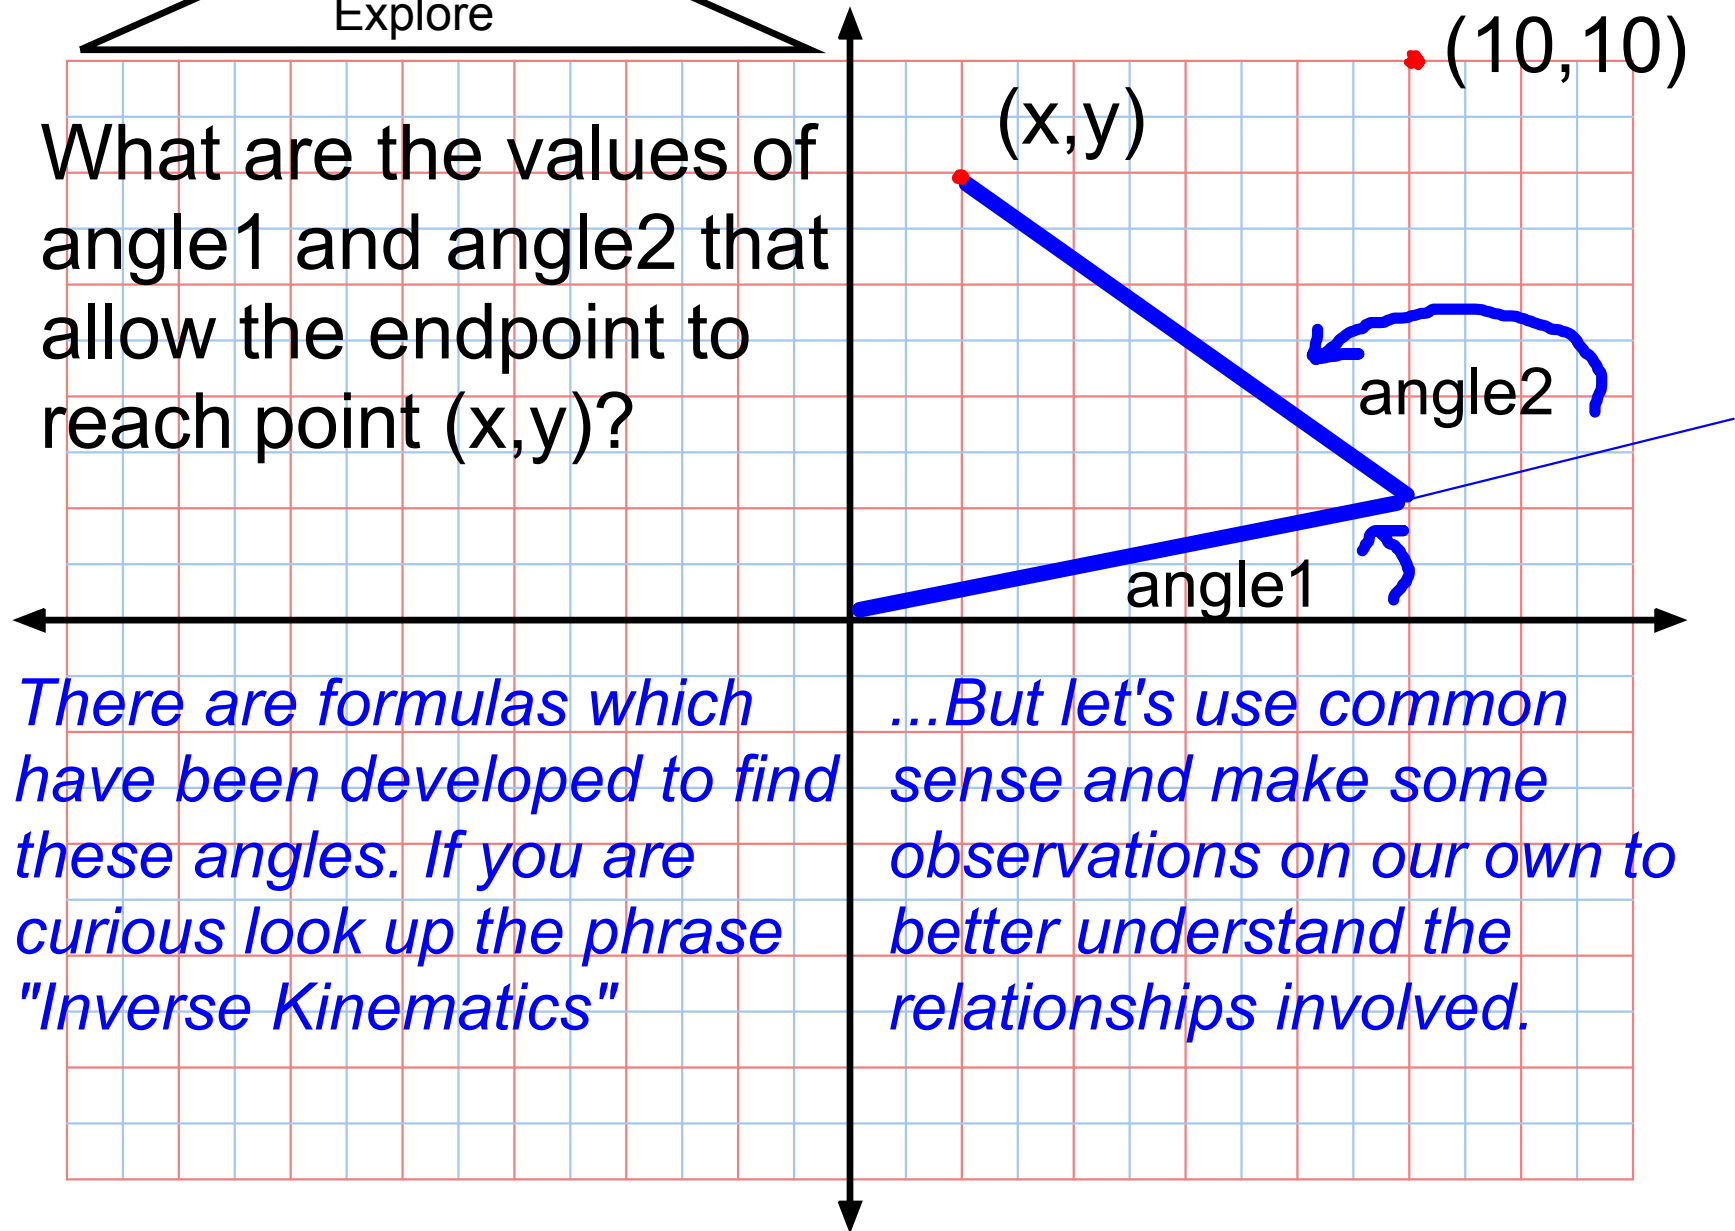 Explore
(10,10)
(x,y)
What are the values of
angle1 and angle2 that
allow the endpoint to
reach point (x,y)?
angle2
angle1
There are formulas which
have been developed to find
these angles. If you are
curious look up the phrase
"Inverse Kinematics"
...But let's use common
sense and make some
observations on our own to
better understand the
relationships involved.